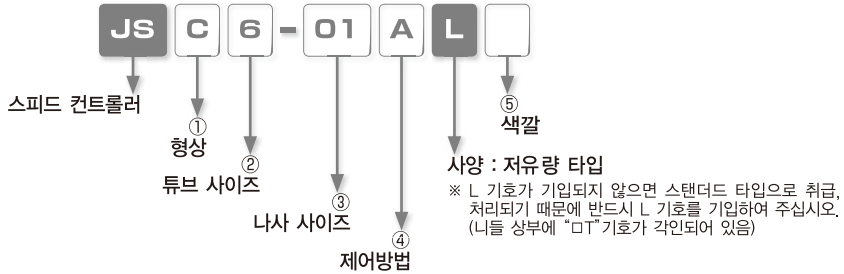 JS C 6 - 01 A L
스피드 컨트롤러
①
형상
②
튜브 사이즈
③
나사 사이즈
④
제어방법
⑤
색깔
사양 : 저유량 타입
※ L 기호가 기입되지 않으면 스탠더드 타입으로 취급,
처리되기 때문에 반드시 L 기호를 기입하여 주십시오.
(니들 상부에 “□T”기호가 각인되어 있음)